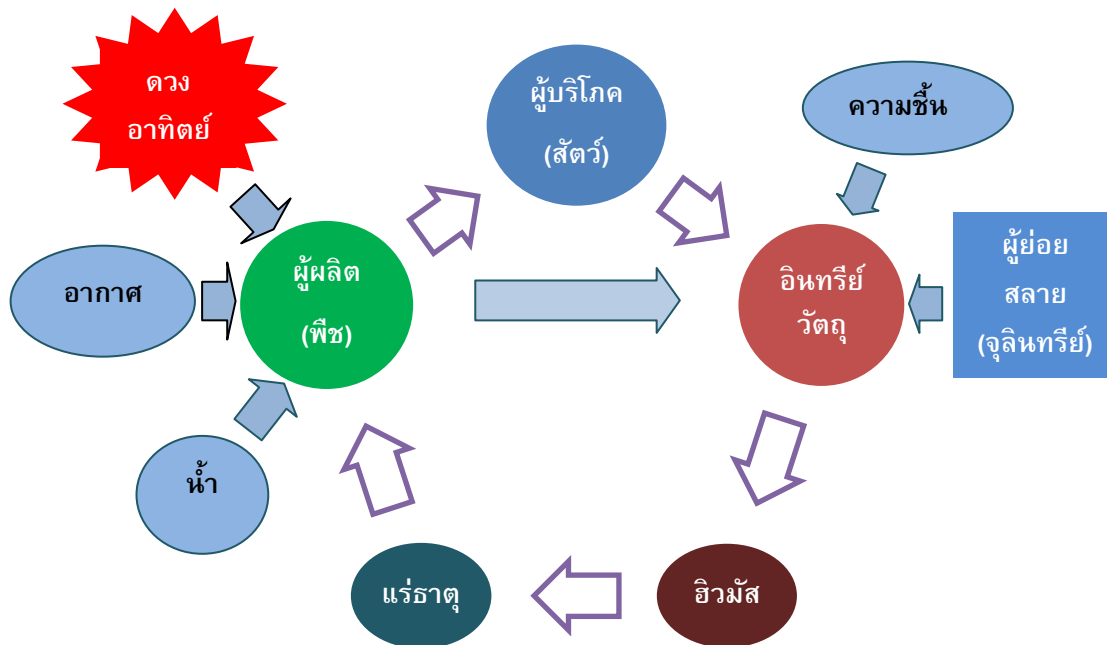 ดวง
อาทิตย์
ผู้บริโภค
(สัตว์)
ความชื้น
อากาศ
ผู้ผลิต
(พืช)
อินทรีย์
วัตถุ
ผู้ย่อย
สลาย
(จุลินทรีย์)
น้ำ
แร่ธาตุ
ฮิวมัส